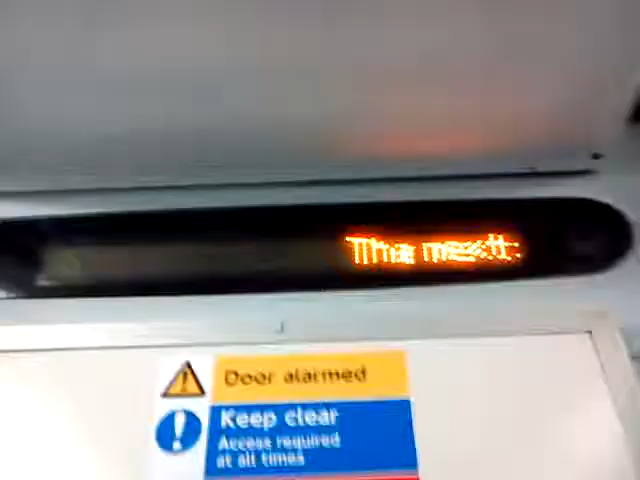 The next
Door alarmed
Keep clear
Access required
at all times